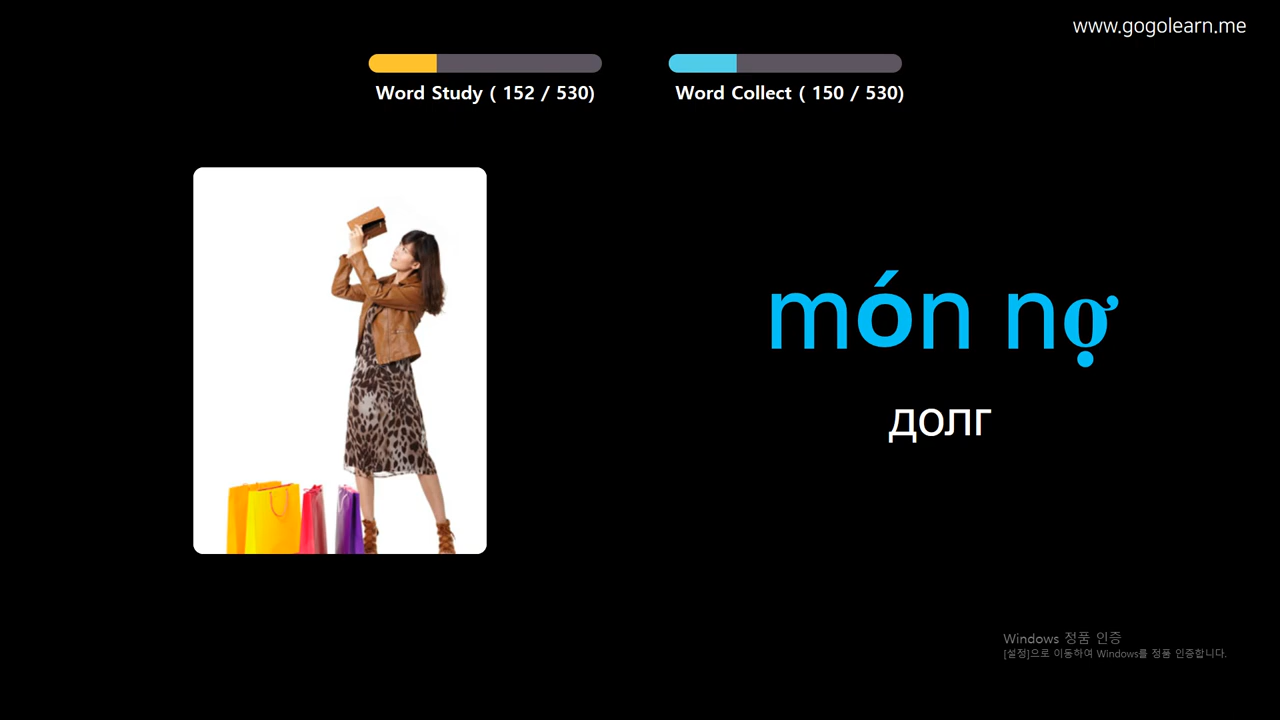 www.gogolearn.me
Word Study ( 152 / 530)
Word Collect ( 150 / 530)
món nợ
долг
Windows 정품 인증
[설정]으로 이동하여 Windows를 정품 인증합니다.